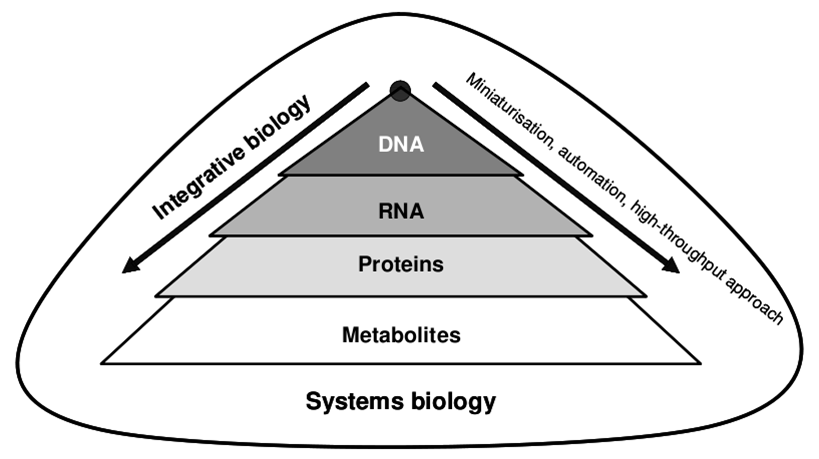 Integrative biology
Miniaturisation, automation, high-throughput approach
DNA
RNA
Proteins
Metabolites
Systems biology